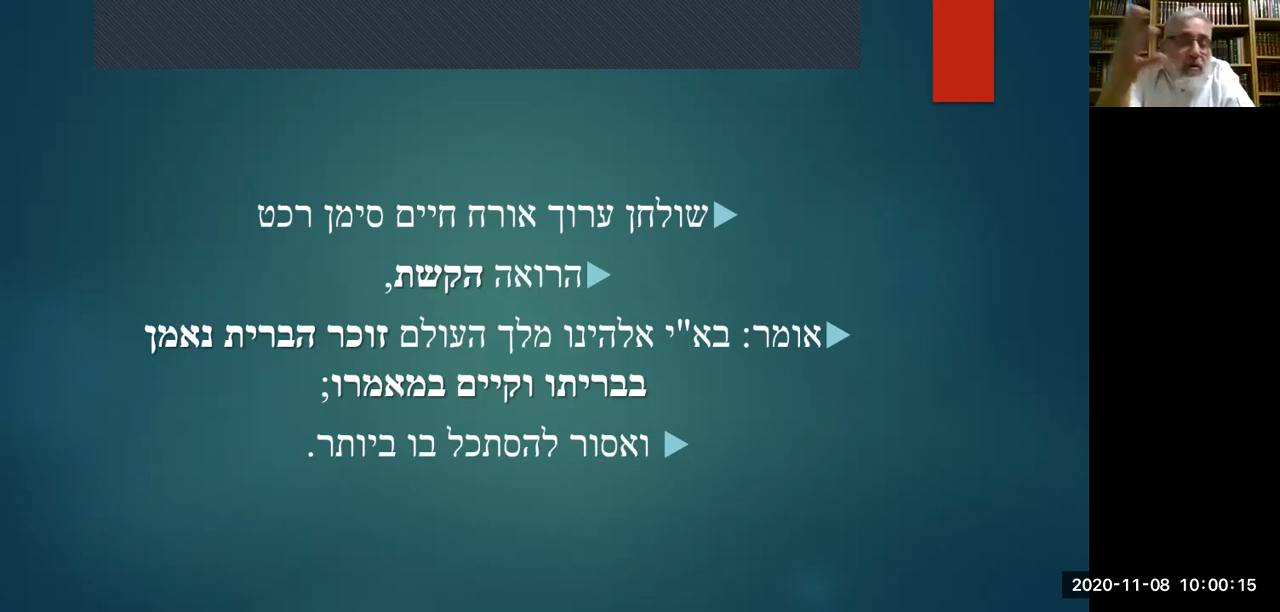 שולחן ערוך אורח חיים סימן רכט
הרואה הקשת,
אומר: בא"י אלהינו מלך העולם זוכר הברית נאמן
בבריתו וקיים במאמרו;
ואסור להסתכל בו ביותר.
2020-11-08 10:00:15